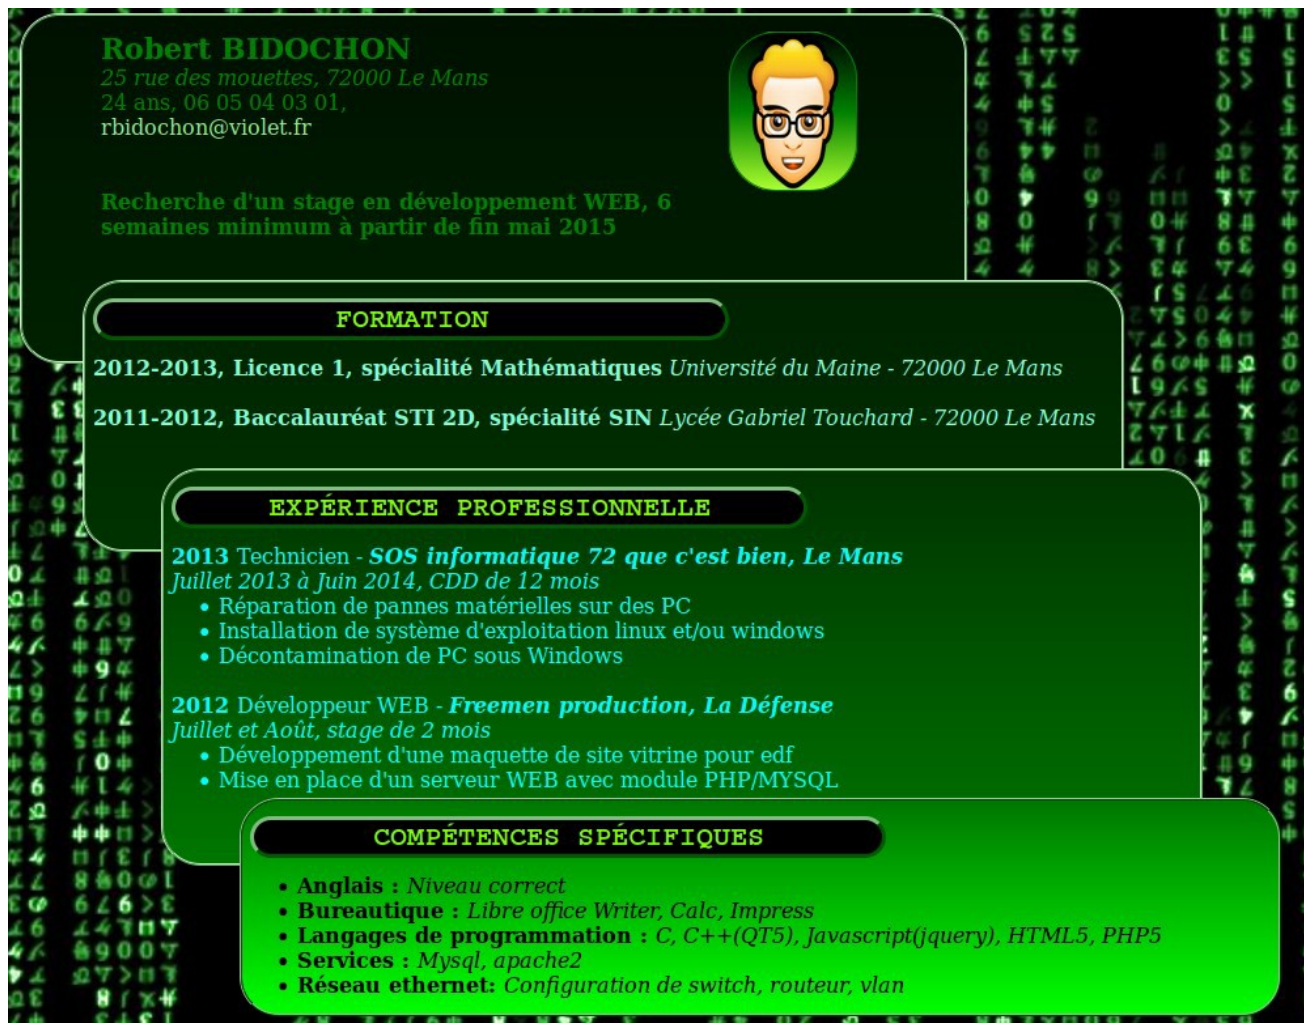 Robert BIDOCHON
25 rue des mouettes, 72000 Le Mans
24 ans, 06 05 04 03 01,
rbidochon@violet.fr
Recherche d'un stage en développement WEB, 6
semaines minimum à partir de fin mai 2015
FORMATION
2012-2013, Licence 1, spécialité Mathématiques Université du Maine - 72000 Le Mans
2011-2012, Baccalauréat STI 2D, spécialité SIN Lycée Gabriel Touchard - 72000 Le Mans
EXPÉRIENCE PROFESSIONNELLE
2013 Technicien - SOS informatique 72 que c'est bien, Le Mans
Juillet 2013 à Juin 2014, CDD de 12 mois
• Réparation de pannes matérielles sur des PC
• Installation de système d'exploitation linux et/ou windows
• Décontamination de PC sous Windows
2012 Développeur WEB - Freemen production, La Défense
Juillet et Août, stage de 2 mois
• Développement d'une maquette de site vitrine pour edf
• Mise en place d'un serveur WEB avec module PHP/MYSQL
COMPÉTENCES SPÉCIFIQUES
• Anglais : Niveau correct
• Bureautique : Libre office Writer, Calc, Impress
• Langages de programmation : C, C++(QT5), Javascript(jquery), HTML5, PHP5
• Services : Mysql, apache2
• Réseau ethernet: Configuration de switch, routeur, vlan